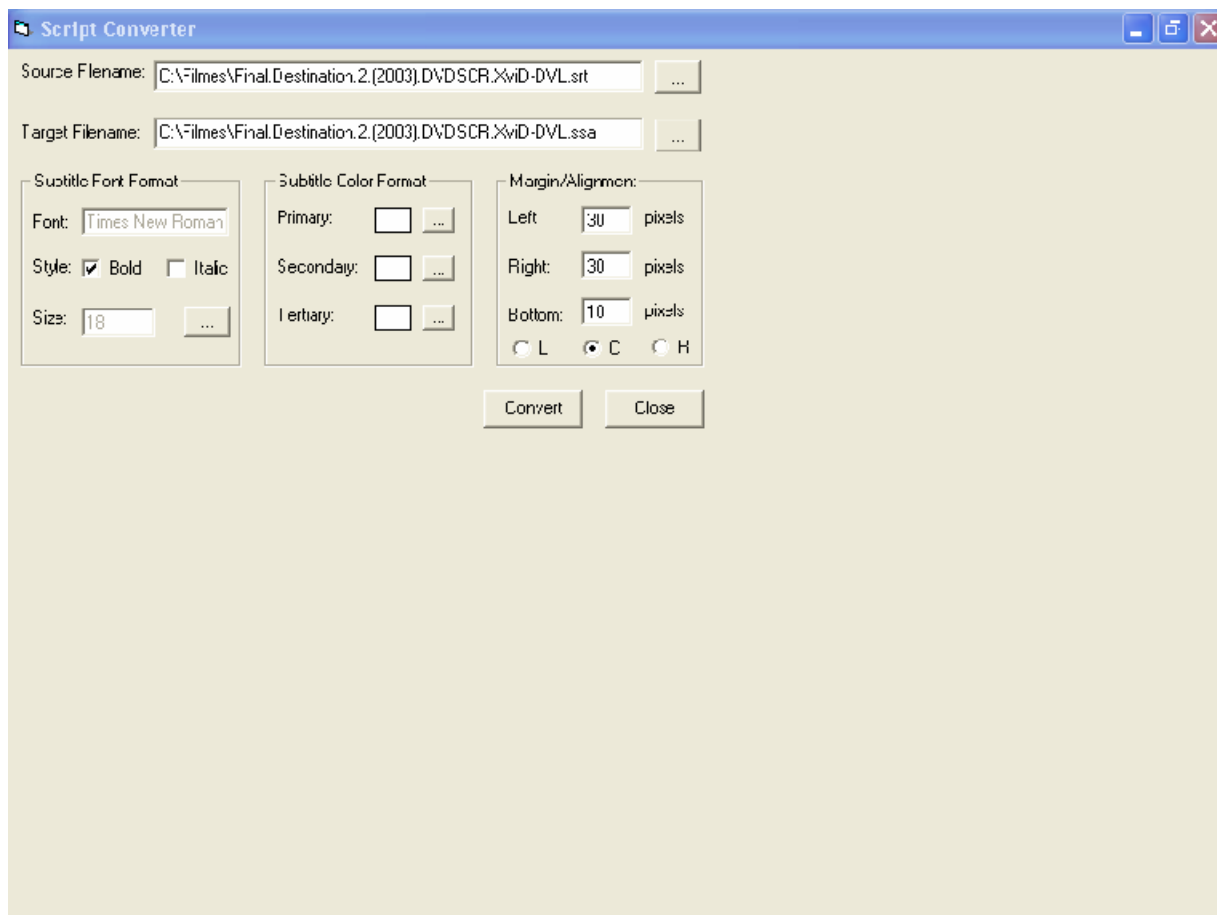 Script Converter
Source Filename: C:\Filmes\Final.Destination.2.(2003).DVDSCR.XviD-DVL.srt ...
Target Filename: C:\Filmes\Final.Destination.2.(2003).DVDSCR.XviD-DVL.ssa ...
Subtitle Font Format
Font: Times New Roman
Style: Bold Italic
Size: 18 ...
Subtitle Color Format
Primary: ...
Secondary: ...
Tertiary: ...
Margin/Alignment
Left 30 pixels
Right: 30 pixels
Bottom: 10 pixels
L C R
Convert Close